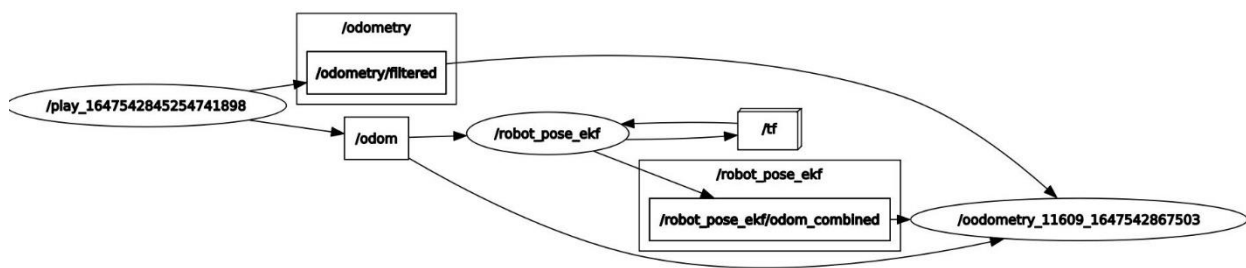 /odometry
/odometry/filtered
/play_1647542845254741898
/odom
/robot_pose_ekf
/tf
/robot_pose_ekf
/robot_pose_ekf/odom_combined
/oodometry_11609_1647542867503